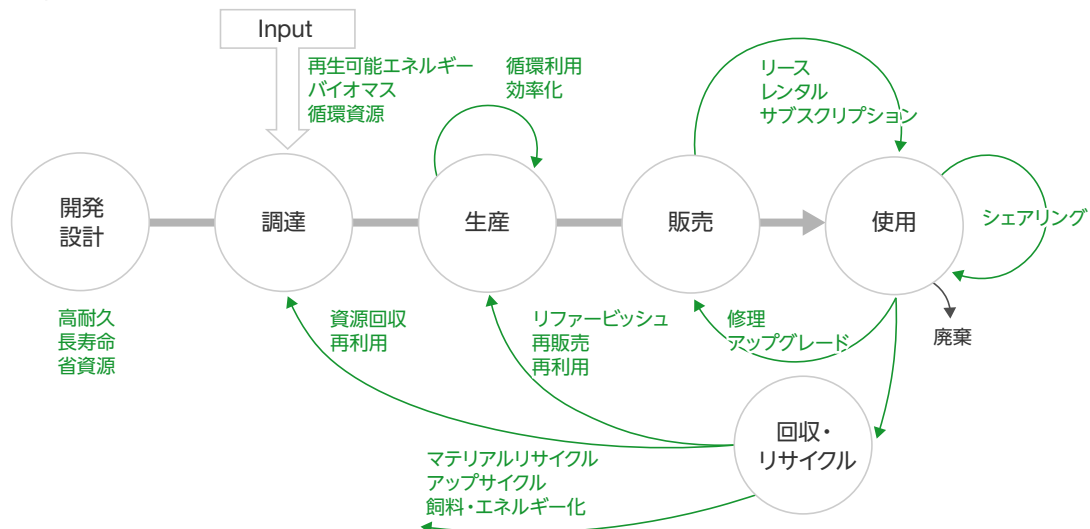 Input
再生可能エネルギー
バイオマス
循環資源
循環利用
効率化
リース
レンタル
サブスクリプション
開発
設計
調達
生産
販売
使用
シェアリング
高耐久
長寿命
省資源
資源回収
再利用
リファービッシュ
再販売
再利用
修理
アップグレード
廃棄
回収・
リサイクル
マテリアルリサイクル
アップサイクル
飼料・エネルギー化